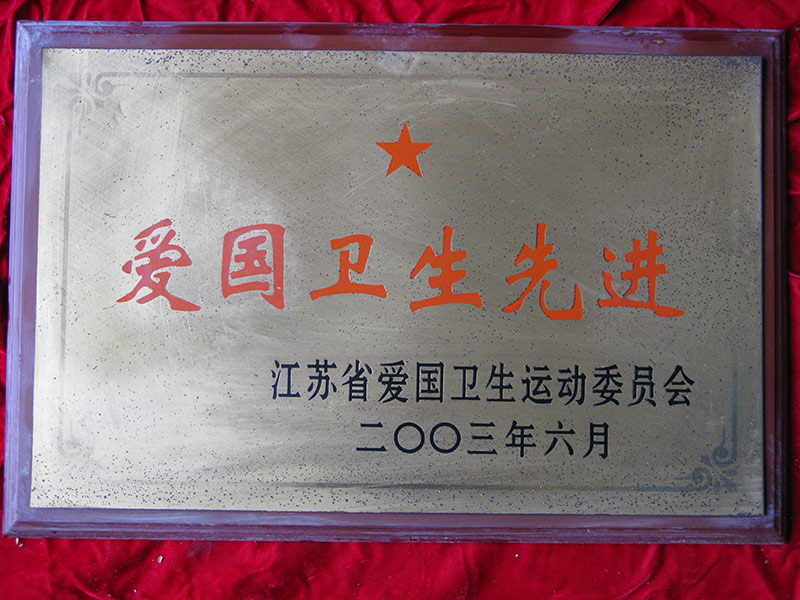 爱国卫生先进
江苏省爱国卫生运动委员会
二〇〇三年六月